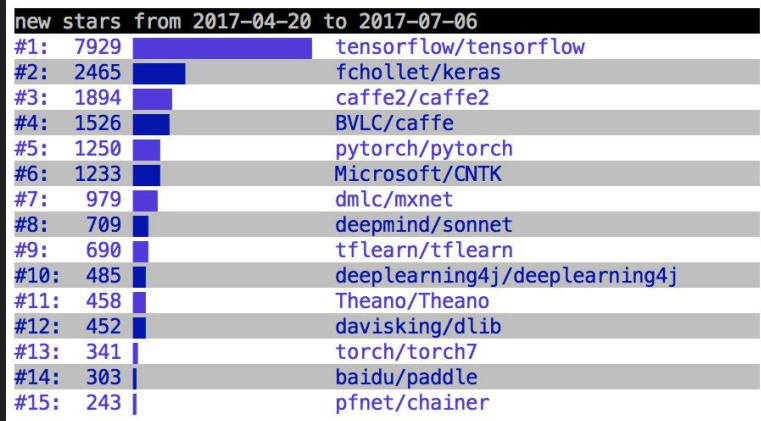 new stars from 2017-04-20 to 2017-07-06
#1: 7929 tensorflow/tensorflow
#2: 2465 fchollet/keras
#3: 1894 caffe2/caffe2
#4: 1526 BVLC/caffe
#5: 1250 pytorch/pytorch
#6: 1233 Microsoft/CNTK
#7: 979 dmlc/mxnet
#8: 709 deepmind/sonnet
#9: 690 tflearn/tflearn
#10: 485 deeplearning4j/deeplearning4j
#11: 458 Theano/Theano
#12: 452 davisking/dlib
#13: 341 torch/torch7
#14: 303 baidu/paddle
#15: 243 pfnet/chainer